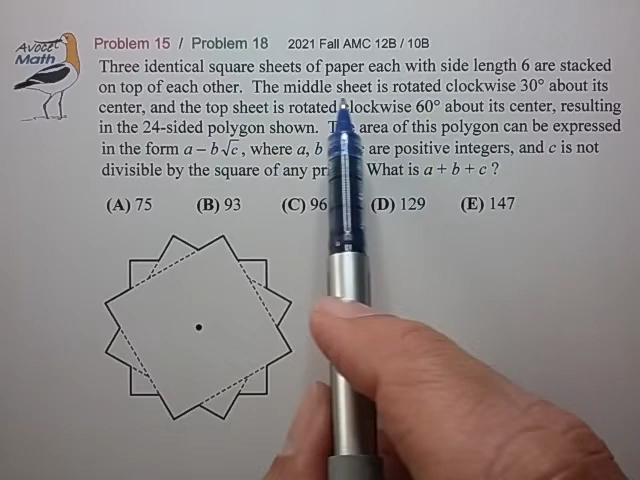 Avocet
Math
Problem 15 / Problem 18 2021 Fall AMC 12B / 10B
Three identical square sheets of paper each with side length 6 are stacked
on top of each other. The middle sheet is rotated clockwise 30° about its
center, and the top sheet is rotated clockwise 60° about its center, resulting
in the 24-sided polygon shown. The area of this polygon can be expressed
in the form a – b√c, where a, b are positive integers, and c is not
divisible by the square of any What is a + b + c ?
(A) 75 (B) 93 (C) 96 (D) 129 (E) 147